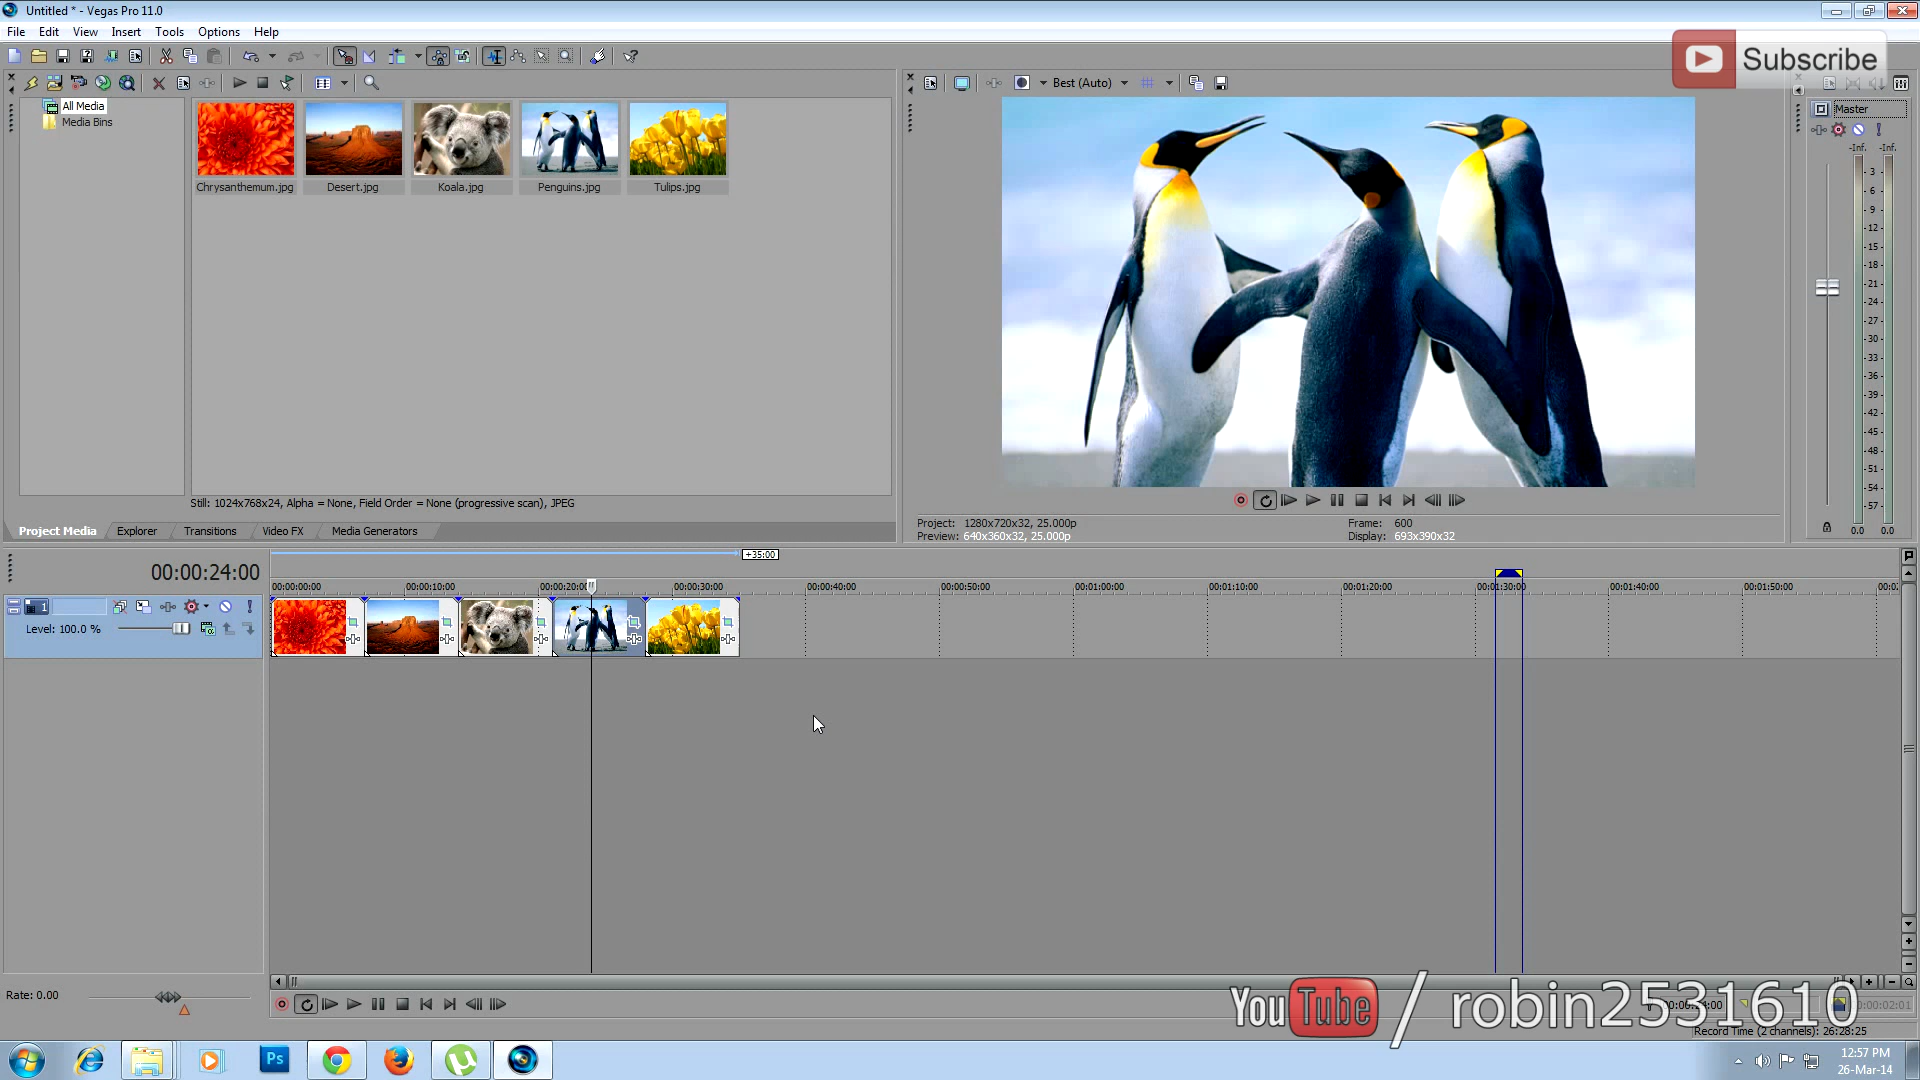 Untitled * - Vegas Pro 11.0
File Edit View Insert Tools Options Help
Subscribe
All Media
Media Bins
Chrysanthemum.jpg Desert.jpg Koala.jpg Penguins.jpg Tulips.jpg
Still: 1024x768x24, Alpha = None, Field Order = None (progressive scan), JPEG
Project Media Explorer Transitions Video FX Media Generators
Best (Auto)
Project: 1280x720x32, 25.000p
Preview: 640x360x32, 25.000p
Frame: 600
Display: 693x390x32
Master
-Inf. -Inf.
3
6
9
12
15
18
21
24
27
30
33
36
39
42
45
48
51
54
57
0.0 0.0
+35:00
00:00:24:00
00:00:00:00 00:00:10:00 00:00:20:00 00:00:30:00 00:00:40:00 00:00:50:00 00:01:00:00 00:01:10:00 00:01:20:00 00:01:30:00 00:01:40:00 00:01:50:00
1
Level: 100.0 %
Rate: 0.00
YouTube / robin2531610
00:00:02:01
Record Time (2 channels): 26:28:25
Ps
12:57 PM
26-Mar-14